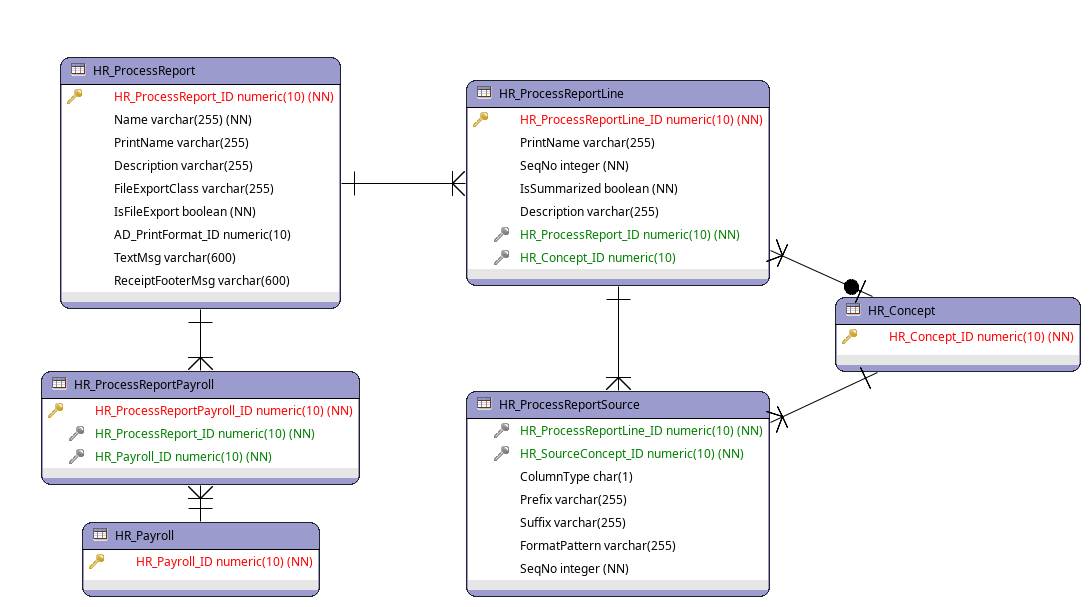 HR_ProcessReport
HR_ProcessReport_ID numeric(10) (NN)
Name varchar(255) (NN)
PrintName varchar(255)
Description varchar(255)
FileExportClass varchar(255)
IsFileExport boolean (NN)
AD_PrintFormat_ID numeric(10)
TextMsg varchar(600)
ReceiptFooterMsg varchar(600)
HR_ProcessReportLine
HR_ProcessReportLine_ID numeric(10) (NN)
PrintName varchar(255)
SeqNo integer (NN)
IsSummarized boolean (NN)
Description varchar(255)
HR_ProcessReport_ID numeric(10) (NN)
HR_Concept_ID numeric(10)
HR_Concept
HR_Concept_ID numeric(10) (NN)
HR_ProcessReportPayroll
HR_ProcessReportPayroll_ID numeric(10) (NN)
HR_ProcessReport_ID numeric(10) (NN)
HR_Payroll_ID numeric(10) (NN)
HR_ProcessReportSource
HR_ProcessReportLine_ID numeric(10) (NN)
HR_SourceConcept_ID numeric(10) (NN)
ColumnType char(1)
Prefix varchar(255)
Suffix varchar(255)
FormatPattern varchar(255)
SeqNo integer (NN)
HR_Payroll
HR_Payroll_ID numeric(10) (NN)